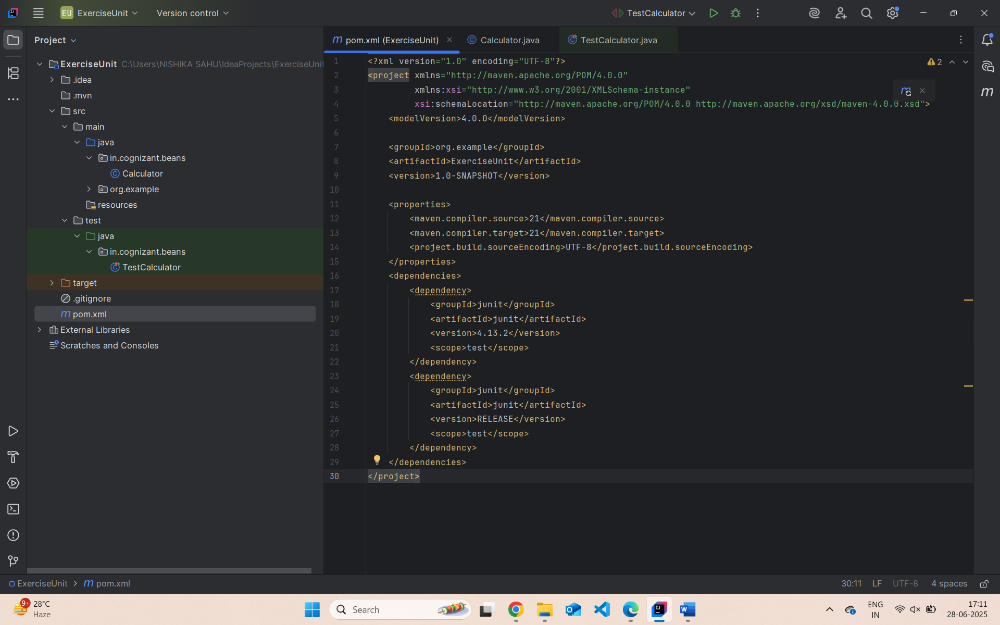 EU ExerciseUnit Version control TestCalculator
Project
ExerciseUnit C:\Users\NISHIKA SAHU\IdeaProjects\ExerciseUnit
.idea
.mvn
src
main
java
in.cognizant.beans
Calculator
org.example
resources
test
java
in.cognizant.beans
TestCalculator
target
.gitignore
pom.xml
External Libraries
Scratches and Consoles
pom.xml (ExerciseUnit) Calculator.java TestCalculator.java
2
1 <?xml version="1.0" encoding="UTF-8"?>
2 <project xmlns="http://maven.apache.org/POM/4.0.0"
3 xmlns:xsi="http://www.w3.org/2001/XMLSchema-instance"
4 xsi:schemaLocation="http://maven.apache.org/POM/4.0.0 http://maven.apache.org/xsd/maven-4.0.0.xsd">
5 <modelVersion>4.0.0</modelVersion>
6
7 <groupId>org.example</groupId>
8 <artifactId>ExerciseUnit</artifactId>
9 <version>1.0-SNAPSHOT</version>
10
11 <properties>
12 <maven.compiler.source>21</maven.compiler.source>
13 <maven.compiler.target>21</maven.compiler.target>
14 <project.build.sourceEncoding>UTF-8</project.build.sourceEncoding>
15 </properties>
16 <dependencies>
17 <dependency>
18 <groupId>junit</groupId>
19 <artifactId>junit</artifactId>
20 <version>4.13.2</version>
21 <scope>test</scope>
22 </dependency>
23 <dependency>
24 <groupId>junit</groupId>
25 <artifactId>junit</artifactId>
26 <version>RELEASE</version>
27 <scope>test</scope>
28 </dependency>
29 </dependencies>
30 </project>
ExerciseUnit > pom.xml
30:11 LF UTF-8 4 spaces
9+ 28°C
Haze
Search
ENG
IN
17:11
28-06-2025